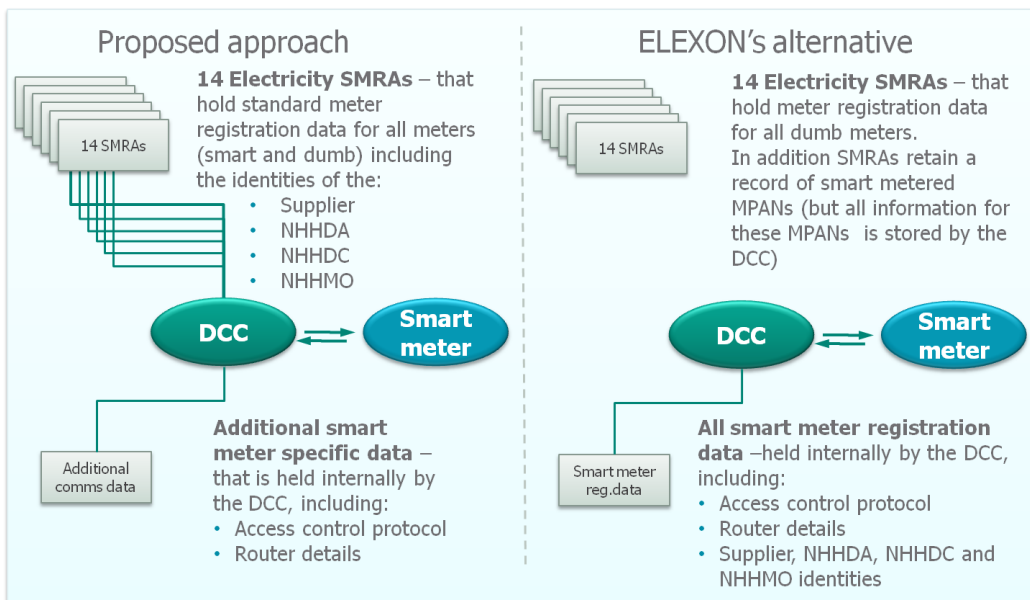 Proposed approach
14 SMRAs
14 Electricity SMRAs – that
hold standard meter
registration data for all meters
(smart and dumb) including
the identities of the:
• Supplier
• NHHDA
• NHHDC
• NHHMO
DCC
Smart
meter
Additional
comms data
Additional smart
meter specific data –
that is held internally by
the DCC, including:
• Access control protocol
• Router details
ELEXON's alternative
14 SMRAs
14 Electricity SMRAs – that
hold meter registration data
for all dumb meters.
In addition SMRAs retain a
record of smart metered
MPANs (but all information for
these MPANs is stored by the
DCC)
DCC
Smart
meter
Smart meter
reg.data
All smart meter registration
data –held internally by the DCC,
including:
• Access control protocol
• Router details
• Supplier, NHHDA, NHHDC and
NHHMO identities